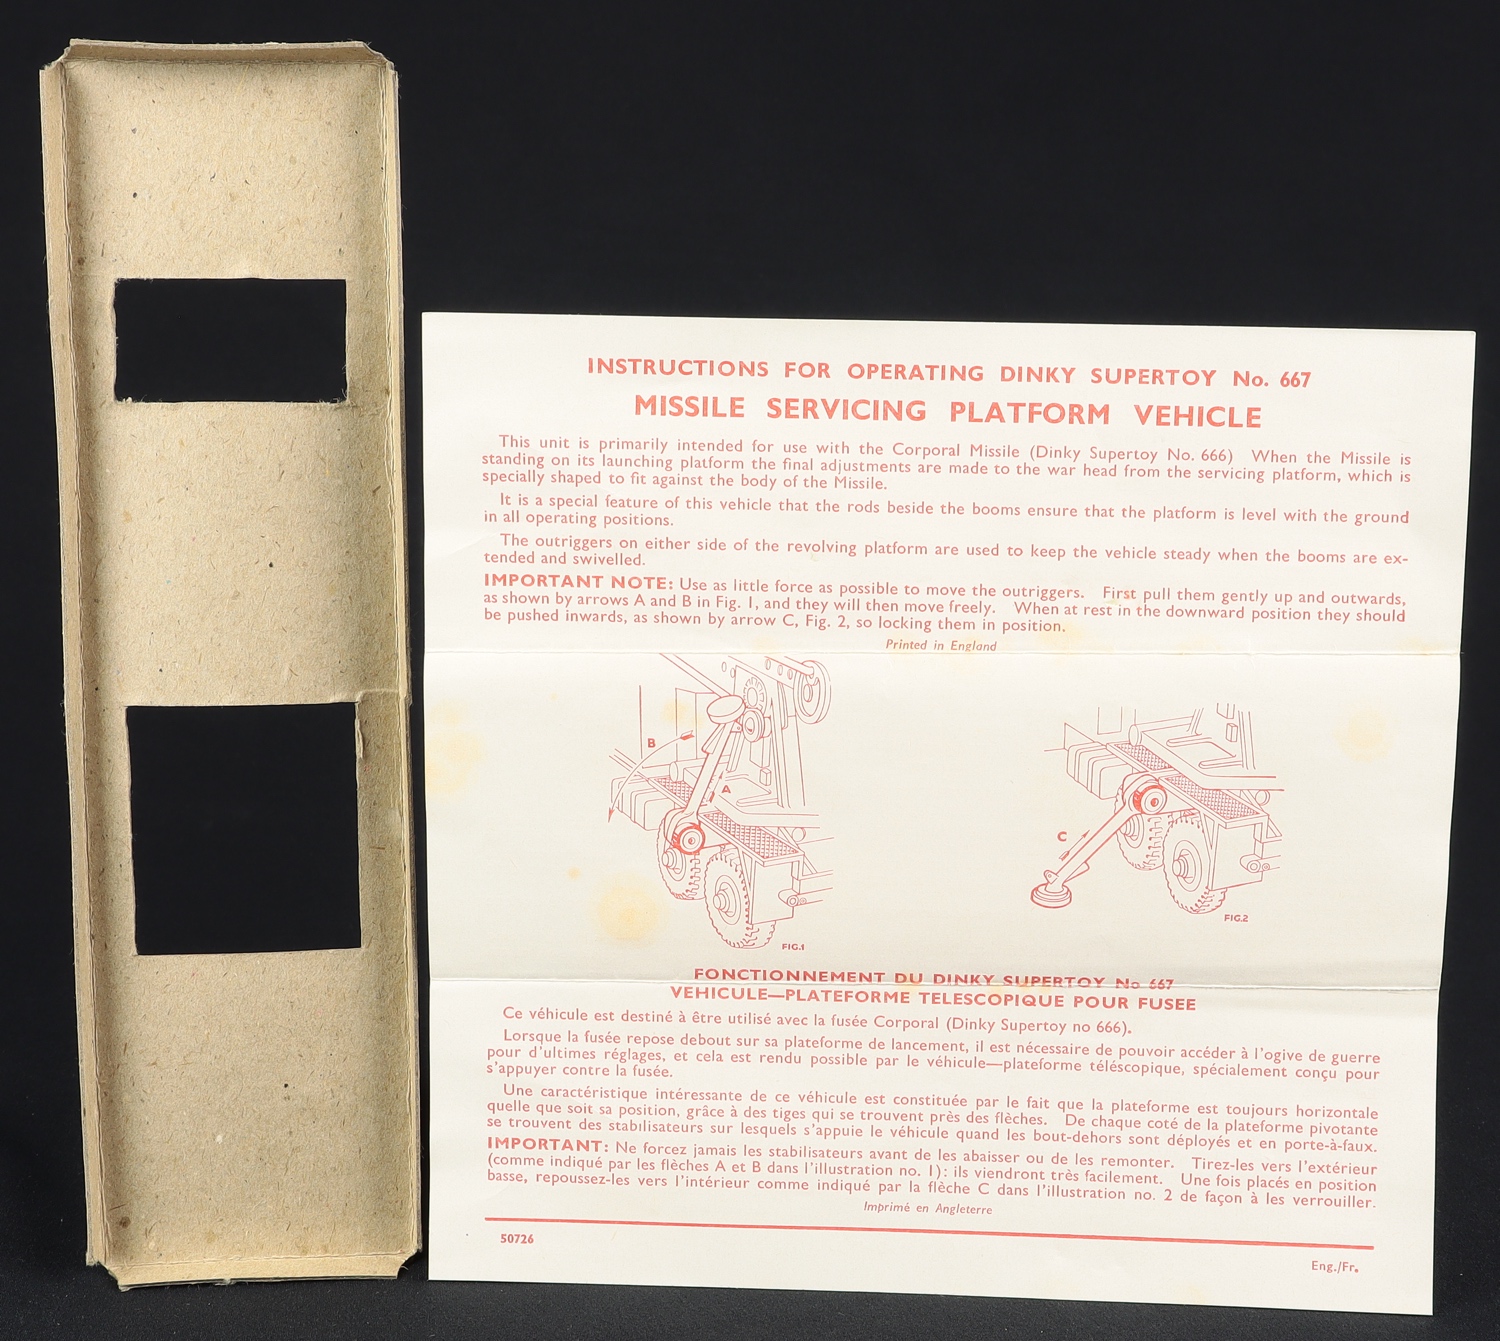 INSTRUCTIONS FOR OPERATING DINKY SUPERTOY No. 667
MISSILE SERVICING PLATFORM VEHICLE
This unit is primarily intended for use with the Corporal Missile (Dinky Supertoy No. 666) When the Missile is
standing on its launching platform the final adjustments are made to the war head from the servicing platform, which is
specially shaped to fit against the body of the Missile.
It is a special feature of this vehicle that the rods beside the booms ensure that the platform is level with the ground
in all operating positions.
The outriggers on either side of the revolving platform are used to keep the vehicle steady when the booms are ex-
tended and swivelled.
IMPORTANT NOTE: Use as little force as possible to move the outriggers. First pull them gently up and outwards,
as shown by arrows A and B in Fig. 1, and they will then move freely. When at rest in the downward position they should
be pushed inwards, as shown by arrow C, Fig. 2, so locking them in position.
Printed in England
B
A
FIG.1
C
FIG.2
FONCTIONNEMENT DU DINKY SUPERTOY No 667
VEHICULE—PLATEFORME TELESCOPIQUE POUR FUSEE
Ce véhicule est destiné à être utilisé avec la fusée Corporal (Dinky Supertoy no 666).
Lorsque la fusée repose debout sur sa plateforme de lancement, il est nécessaire de pouvoir accéder à l'ogive de guerre
pour d'ultimes réglages, et cela est rendu possible par le véhicule—plateforme téléscopique, spécialement conçu pour
s'appuyer contre la fusée.
Une caractéristique intéressante de ce véhicule est constituée par le fait que la plateforme est toujours horizontale
quelle que soit sa position, grâce à des tiges qui se trouvent près des flèches. De chaque coté de la plateforme pivotante
se trouvent des stabilisateurs sur lesquels s'appuie le véhicule quand les bout-dehors sont déployés et en porte-à-faux.
IMPORTANT: Ne forcez jamais les stabilisateurs avant de les abaisser ou de les remonter. Tirez-les vers l'extérieur
(comme indiqué par les flèches A et B dans l'illustration no. 1): ils viendront très facilement. Une fois placés en position
basse, repoussez-les vers l'intérieur comme indiqué par la flèche C dans l'illustration no. 2 de façon à les verrouiller.
Imprimé en Angleterre
50726
Eng./Fr.